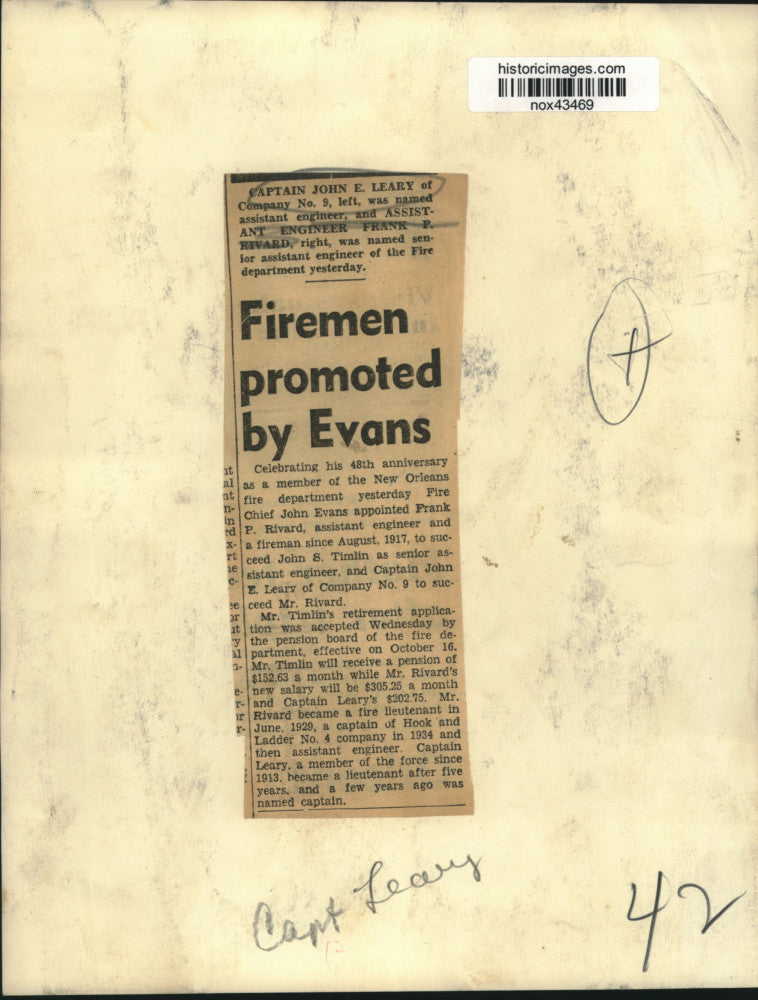 historicimages.com
nox43469
CAPTAIN JOHN E. LEARY of
Company No. 9, left, was named
assistant engineer, and ASSIST-
ANT ENGINEER FRANK P.
RIVARD, right, was named sen-
ior assistant engineer of the Fire
department yesterday.
Firemen
promoted
by Evans
Celebrating his 48th anniversary
as a member of the New Orleans
fire department yesterday Fire
Chief John Evans appointed Frank
P. Rivard, assistant engineer and
a fireman since August, 1917, to suc-
ceed John S. Timlin as senior as-
sistant engineer, and Captain John
E. Leary of Company No. 9 to suc-
ceed Mr. Rivard.
Mr. Timlin's retirement applica-
tion was accepted Wednesday by
the pension board of the fire de-
partment, effective on October 16.
Mr. Timlin will receive a pension of
$152.63 a month while Mr. Rivard's
new salary will be $305.25 a month
and Captain Leary's $202.75. Mr.
Rivard became a fire lieutenant in
June, 1929, a captain of Hook and
Ladder No. 4 company in 1934 and
then assistant engineer. Captain
Leary, a member of the force since
1913, became a lieutenant after five
years, and a few years ago was
named captain.
Capt Leary
42